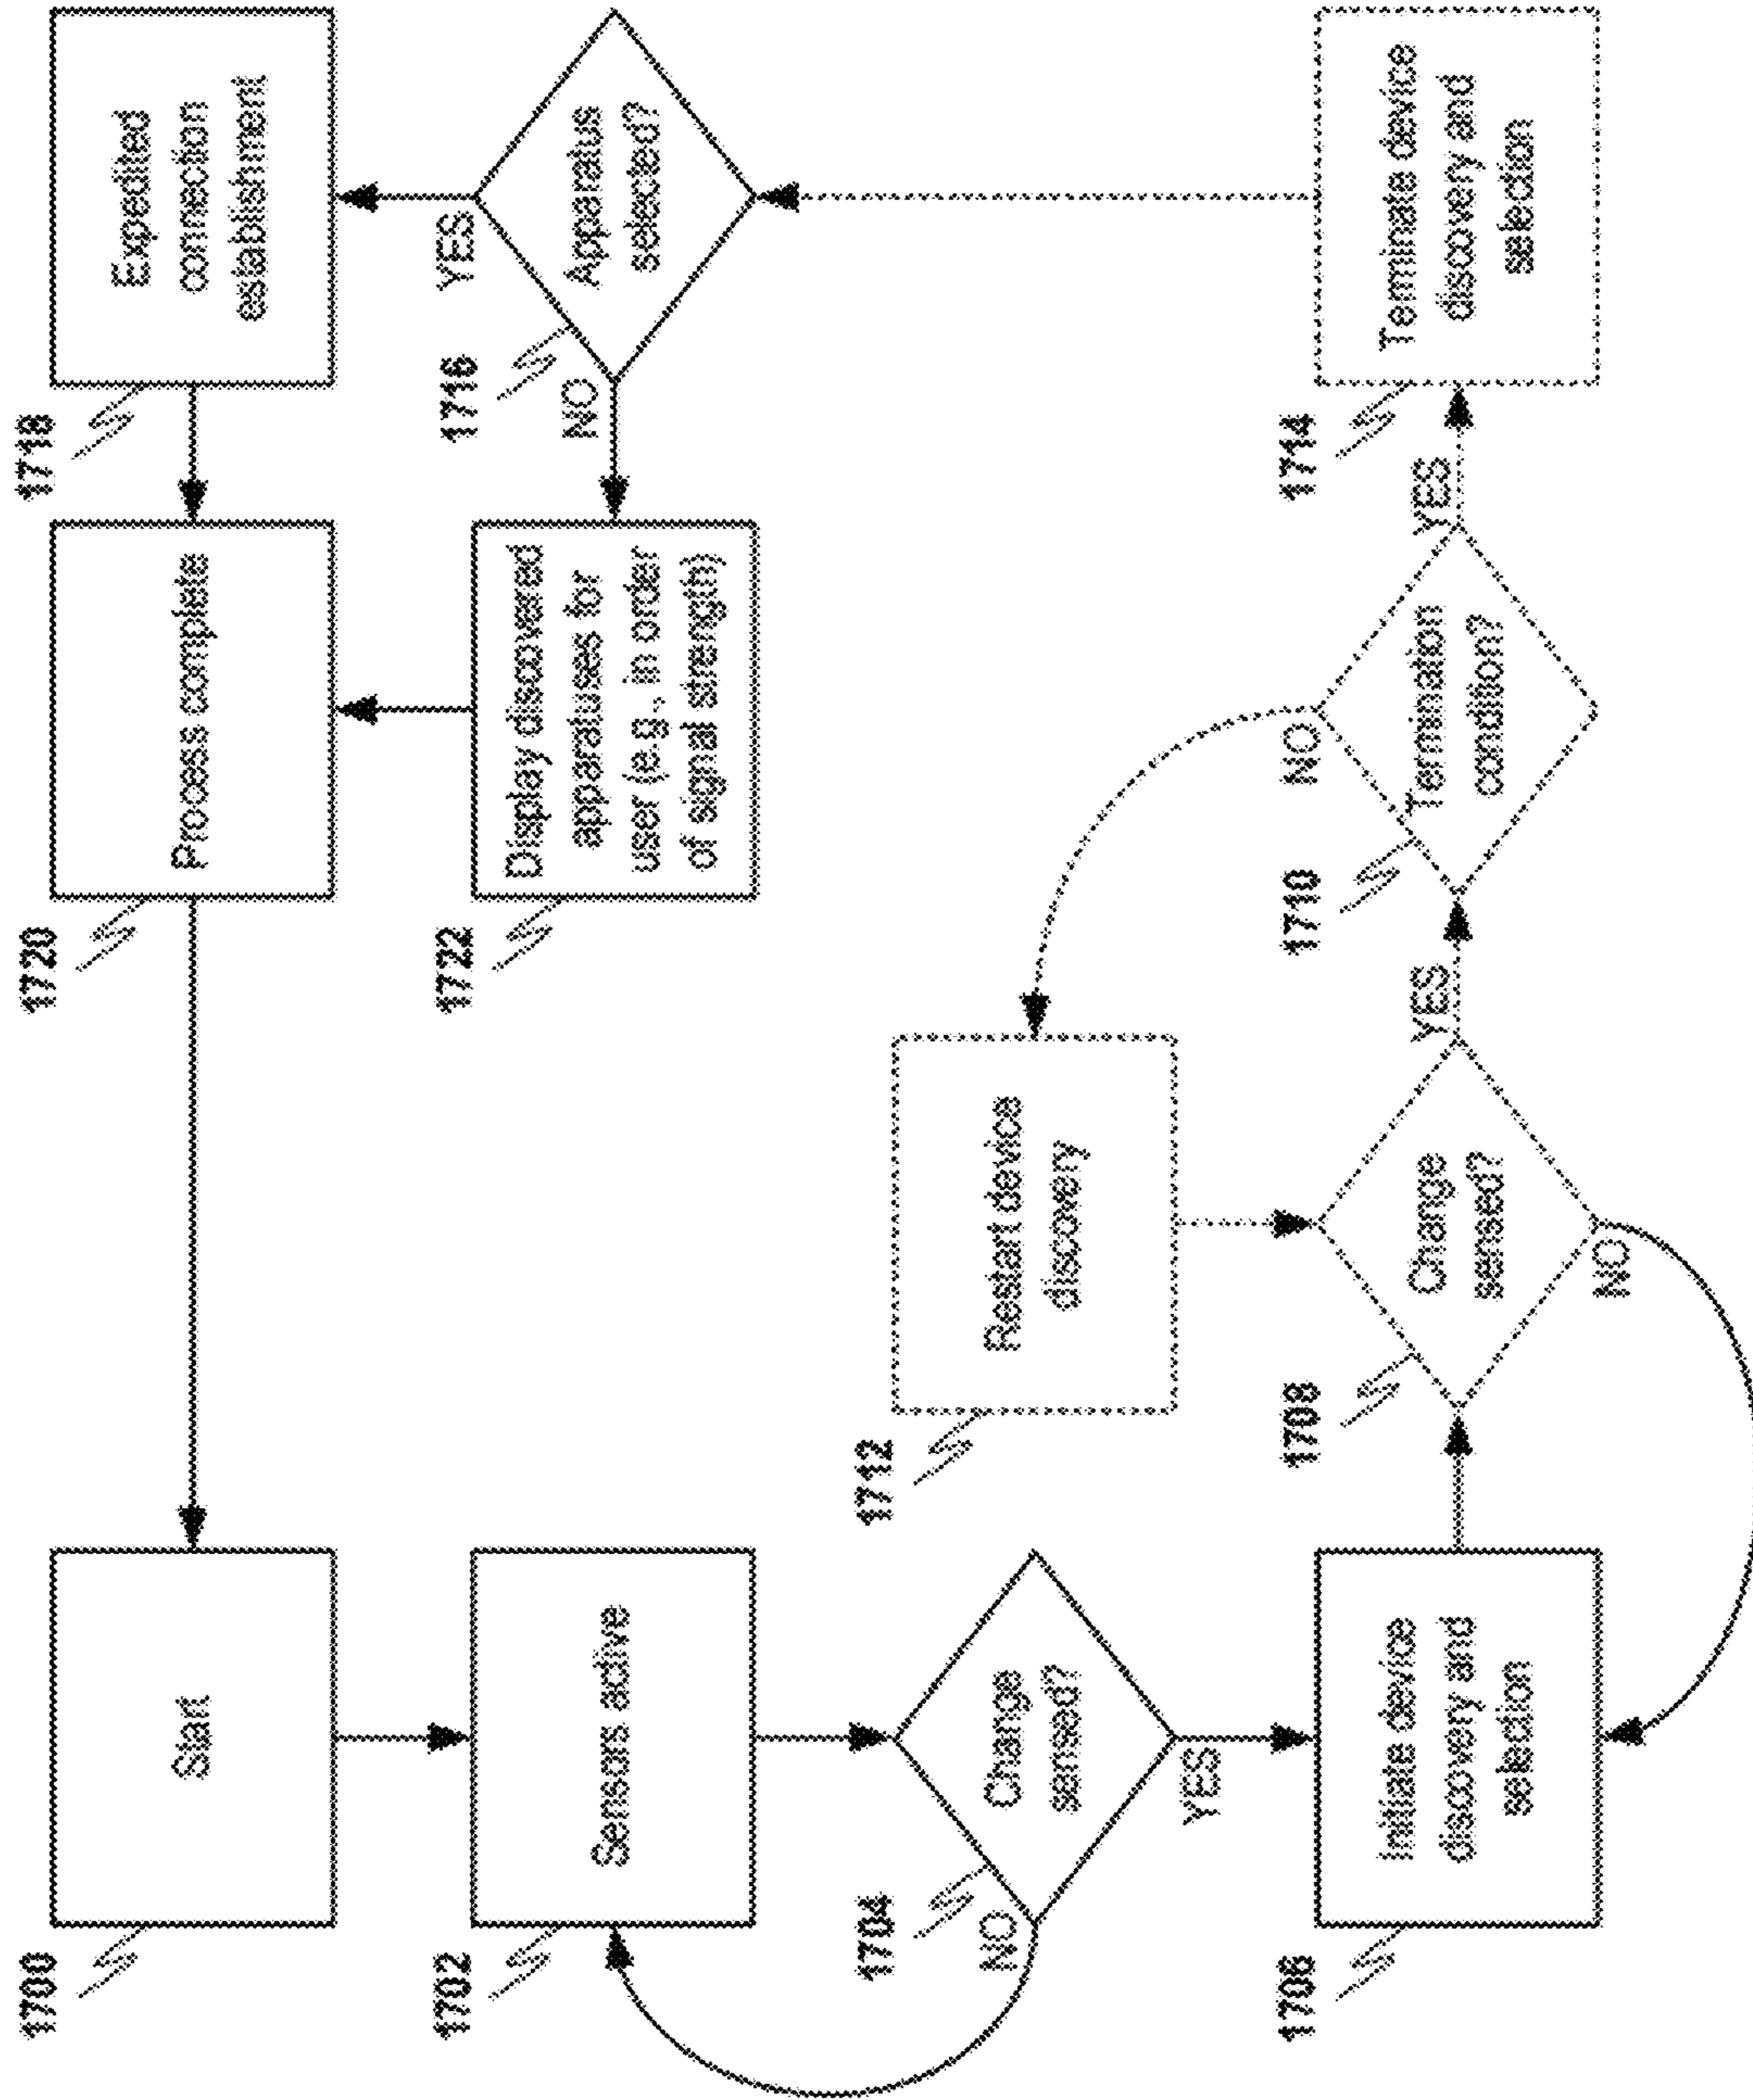 1700
Start
1702
Sensors active
1704
Change
sensed?
NO
YES
1706
Initiate device
discovery and
selection
1708
Change
sensed?
NO
YES
1710
Termination
condition?
NO
YES
1712
Restart device
discovery
1714
Terminate device
discovery and
selection
1716
Apparatus
selected?
NO
YES
1718
Expedited
connection
establishment
1720
Process complete
1722
Display discovered
apparatuses for
user (e.g., in order
of signal strength)